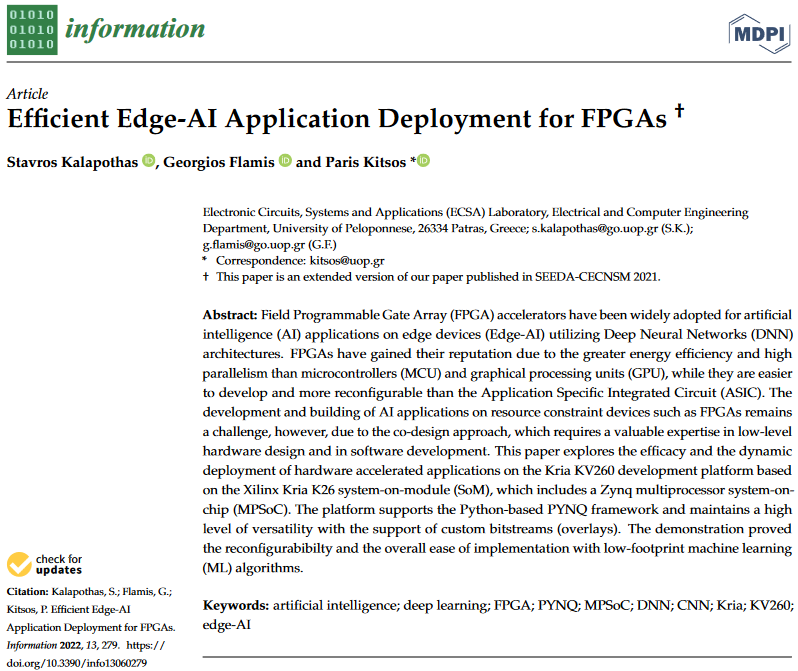 01010
01010
01010
information
MDPI
Article
Efficient Edge-AI Application Deployment for FPGAs †
Stavros Kalapothas iD, Georgios Flamis iD and Paris Kitsos * iD
Electronic Circuits, Systems and Applications (ECSA) Laboratory, Electrical and Computer Engineering
Department, University of Peloponnese, 26334 Patras, Greece; s.kalapothas@go.uop.gr (S.K.);
g.flamis@go.uop.gr (G.F.)
* Correspondence: kitsos@uop.gr
† This paper is an extended version of our paper published in SEEDA-CECNSM 2021.
Abstract: Field Programmable Gate Array (FPGA) accelerators have been widely adopted for artificial
intelligence (AI) applications on edge devices (Edge-AI) utilizing Deep Neural Networks (DNN)
architectures. FPGAs have gained their reputation due to the greater energy efficiency and high
parallelism than microcontrollers (MCU) and graphical processing units (GPU), while they are easier
to develop and more reconfigurable than the Application Specific Integrated Circuit (ASIC). The
development and building of AI applications on resource constraint devices such as FPGAs remains
a challenge, however, due to the co-design approach, which requires a valuable expertise in low-level
hardware design and in software development. This paper explores the efficacy and the dynamic
deployment of hardware accelerated applications on the Kria KV260 development platform based
on the Xilinx Kria K26 system-on-module (SoM), which includes a Zynq multiprocessor system-on-
chip (MPSoC). The platform supports the Python-based PYNQ framework and maintains a high
level of versatility with the support of custom bitstreams (overlays). The demonstration proved
the reconfigurabibilty and the overall ease of implementation with low-footprint machine learning
(ML) algorithms.
Keywords: artificial intelligence; deep learning; FPGA; PYNQ; MPSoC; DNN; CNN; Kria; KV260;
edge-AI
check for
updates
Citation: Kalapothas, S.; Flamis, G.;
Kitsos, P. Efficient Edge-AI
Application Deployment for FPGAs.
Information 2022, 13, 279. https://
doi.org/10.3390/info13060279